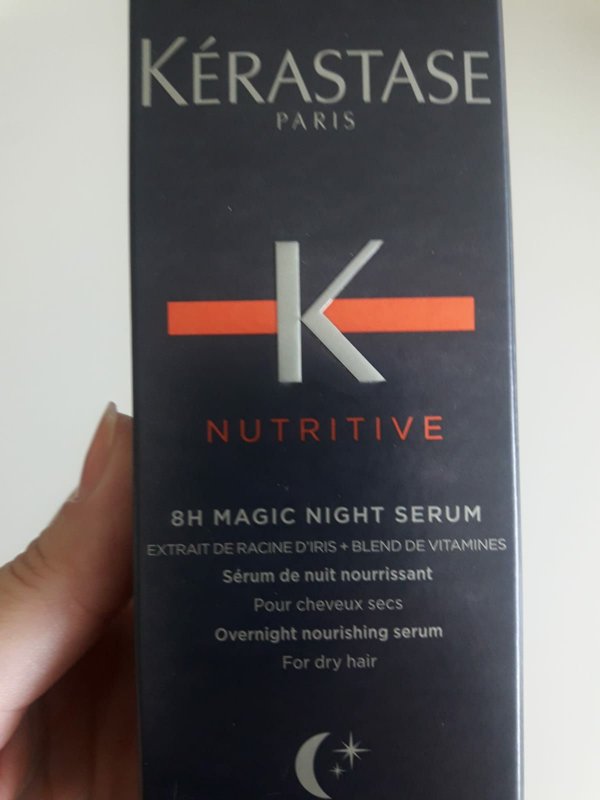 KÉRASTASE
PARIS
K
NUTRITIVE
8H MAGIC NIGHT SERUM
EXTRAIT DE RACINE D'IRIS + BLEND DE VITAMINES
Sérum de nuit nourrissant
Pour cheveux secs
Overnight nourishing serum
For dry hair